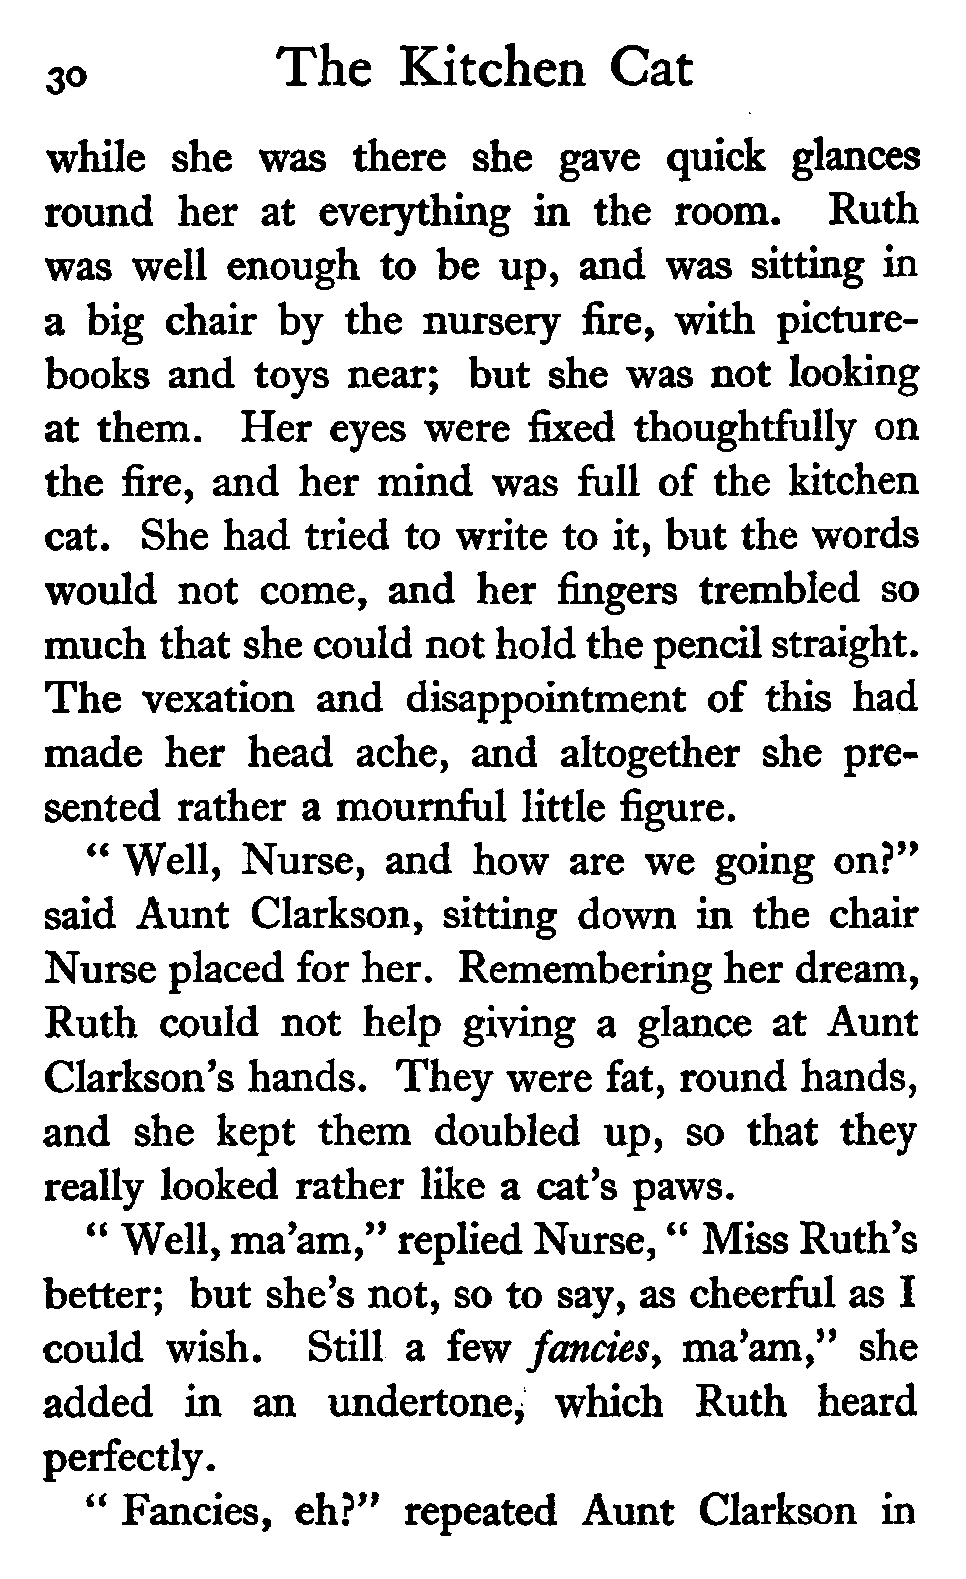 30 The Kitchen Cat
while she was there she gave quick glances
round her at everything in the room. Ruth
was well enough to be up, and was sitting in
a big chair by the nursery fire, with picture-
books and toys near; but she was not looking
at them. Her eyes were fixed thoughtfully on
the fire, and her mind was full of the kitchen
cat. She had tried to write to it, but the words
would not come, and her fingers trembled so
much that she could not hold the pencil straight.
The vexation and disappointment of this had
made her head ache, and altogether she pre-
sented rather a mournful little figure.
“ Well, Nurse, and how are we going on?”
said Aunt Clarkson, sitting down in the chair
Nurse placed for her. Remembering her dream,
Ruth could not help giving a glance at Aunt
Clarkson’s hands. They were fat, round hands,
and she kept them doubled up, so that they
really looked rather like a cat’s paws.
“ Well, ma’am,” replied Nurse, “ Miss Ruth’s
better; but she’s not, so to say, as cheerful as I
could wish. Still a few fancies, ma’am,” she
added in an undertone, which Ruth heard
perfectly.
“ Fancies, eh?” repeated Aunt Clarkson in